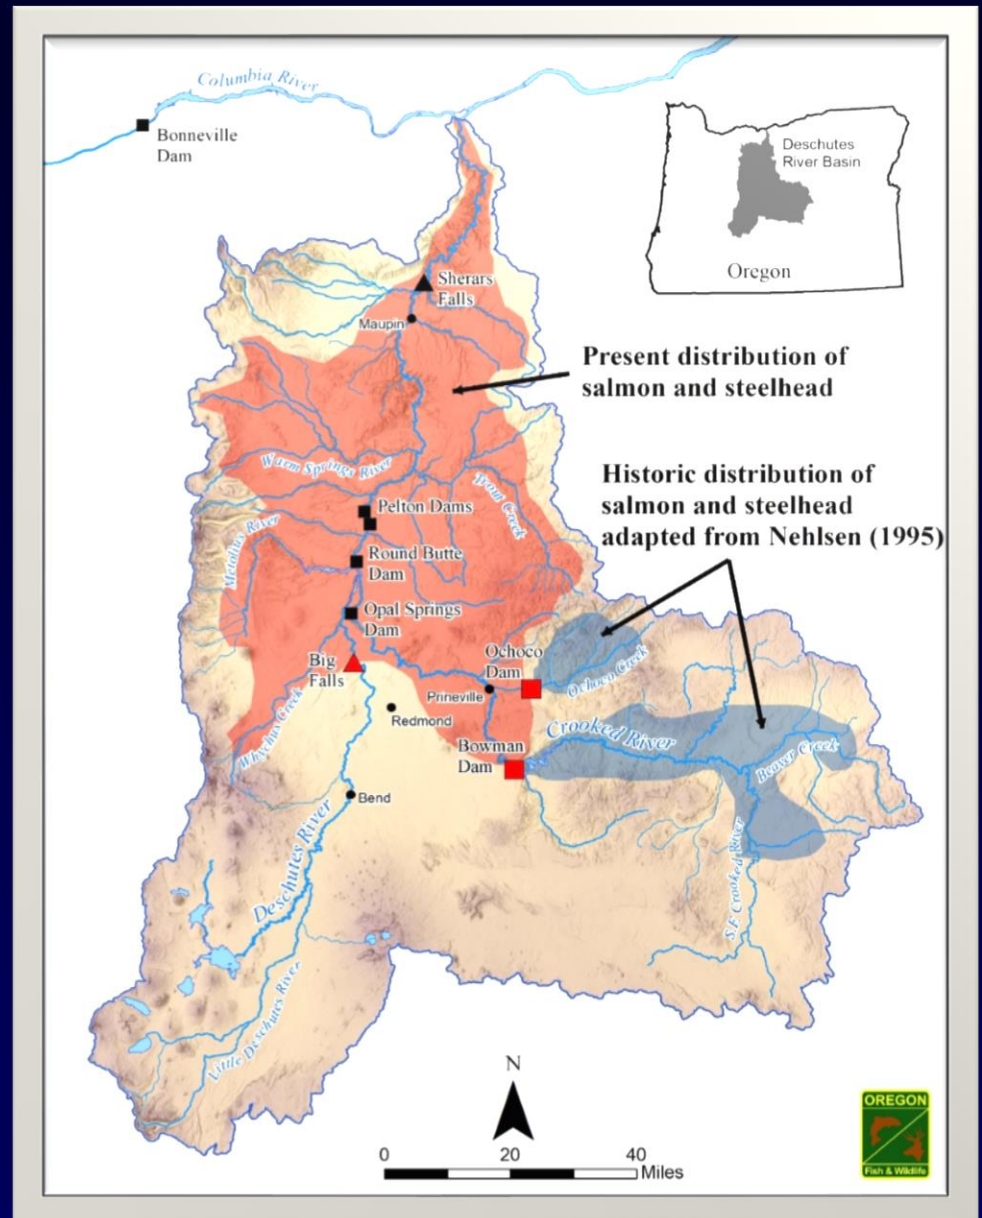 Columbia River
Bonneville
Dam
Deschutes
River Basin
Oregon
Sherars
Falls
Maupin
Present distribution of
salmon and steelhead
Warm Springs River
Trout Creek
Historic distribution of
salmon and steelhead
adapted from Nehlsen (1995)
Pelton Dams
Metolius River
Round Butte
Dam
Opal Springs
Dam
Big
Falls
Ochoco
Dam
Ochoco Creek
Prineville
Redmond
Whychus Creek
Crooked River
Bowman
Dam
Beaver Creek
Bend
Deschutes River
S.F. Crooked River
Little Deschutes River
N
0 20 40
Miles
OREGON
Fish & Wildlife